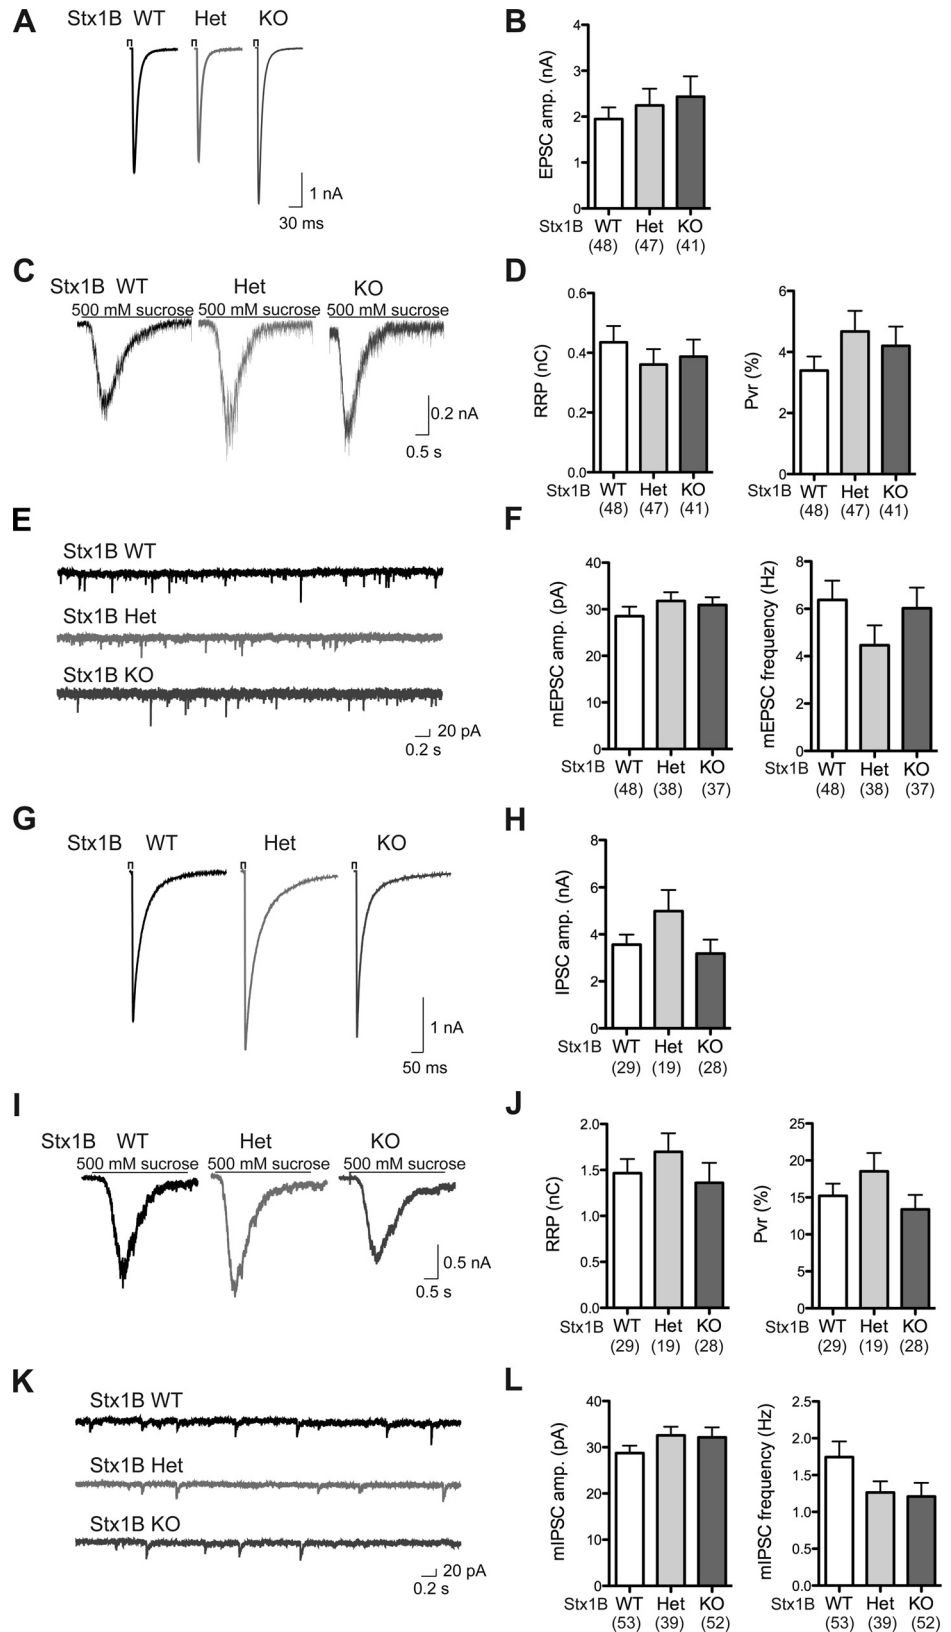 A
Stx1B WT Het KO
1 nA
30 ms
B
EPSC amp. (nA)
4
3
2
1
0
Stx1B WT Het KO
(48) (47) (41)
C
Stx1B WT Het KO
500 mM sucrose 500 mM sucrose 500 mM sucrose
0.2 nA
0.5 s
D
RRP (nC)
0.6
0.4
0.2
0.0
Stx1B WT Het KO
(48) (47) (41)
Pvr (%)
6
4
2
0
Stx1B WT Het KO
(48) (47) (41)
E
Stx1B WT
Stx1B Het
Stx1B KO
20 pA
0.2 s
F
mEPSC amp. (pA)
40
30
20
10
0
Stx1B WT Het KO
(48) (38) (37)
mEPSC frequency (Hz)
8
6
4
2
0
Stx1B WT Het KO
(48) (38) (37)
G
Stx1B WT Het KO
1 nA
50 ms
H
IPSC amp. (nA)
8
6
4
2
0
Stx1B WT Het KO
(29) (19) (28)
I
Stx1B WT Het KO
500 mM sucrose 500 mM sucrose 500 mM sucrose
0.5 nA
0.5 s
J
RRP (nC)
2.0
1.5
1.0
0.5
0.0
Stx1B WT Het KO
(29) (19) (28)
Pvr (%)
25
20
15
10
5
0
Stx1B WT Het KO
(29) (19) (28)
K
Stx1B WT
Stx1B Het
Stx1B KO
20 pA
0.2 s
L
mIPSC amp. (pA)
40
30
20
10
0
Stx1B WT Het KO
(53) (39) (52)
mIPSC frequency (Hz)
2.5
2.0
1.5
1.0
0.5
0.0
Stx1B WT Het KO
(53) (39) (52)